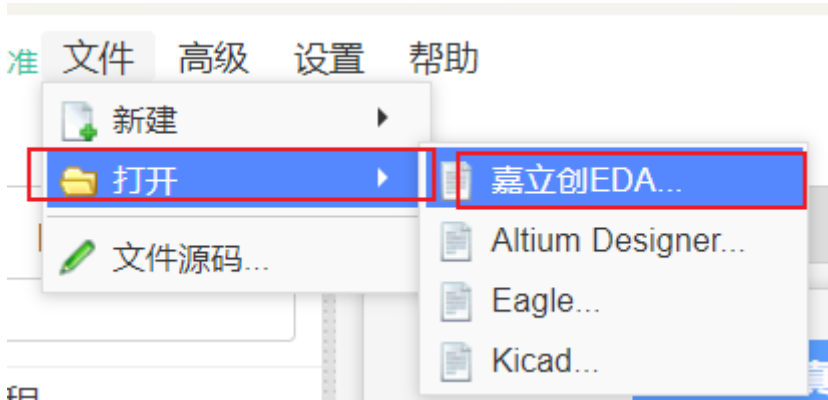 准 文件 高级 设置 帮助
新建
打开
文件源码...
嘉立创EDA...
Altium Designer...
Eagle...
Kicad...